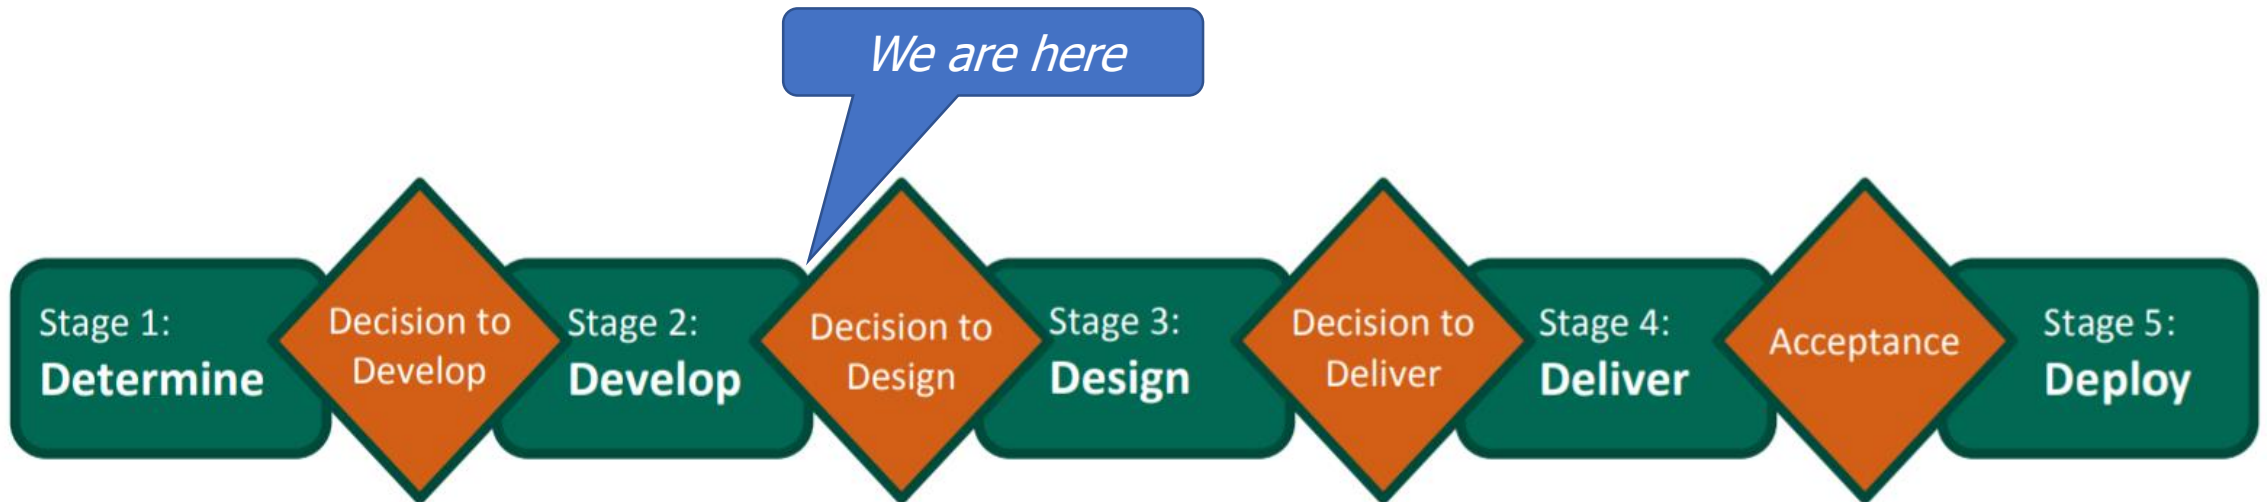 We are here
Stage 1:
Determine
Decision to
Develop
Stage 2:
Develop
Decision to
Design
Stage 3:
Design
Decision to
Deliver
Stage 4:
Deliver
Acceptance
Stage 5:
Deploy